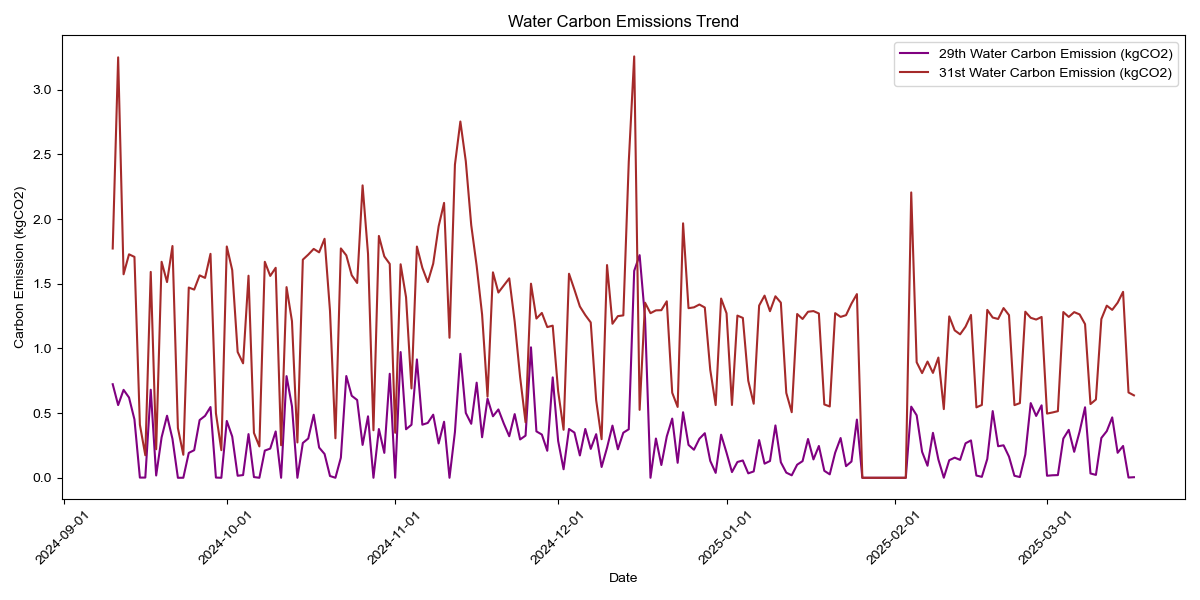 Water Carbon Emissions Trend
29th Water Carbon Emission (kgCO2)
31st Water Carbon Emission (kgCO2)
Carbon Emission (kgCO2)
3.0
2.5
2.0
1.5
1.0
0.5
0.0
2024-09-01
2024-10-01
2024-11-01
2024-12-01
2025-01-01
2025-02-01
2025-03-01
Date